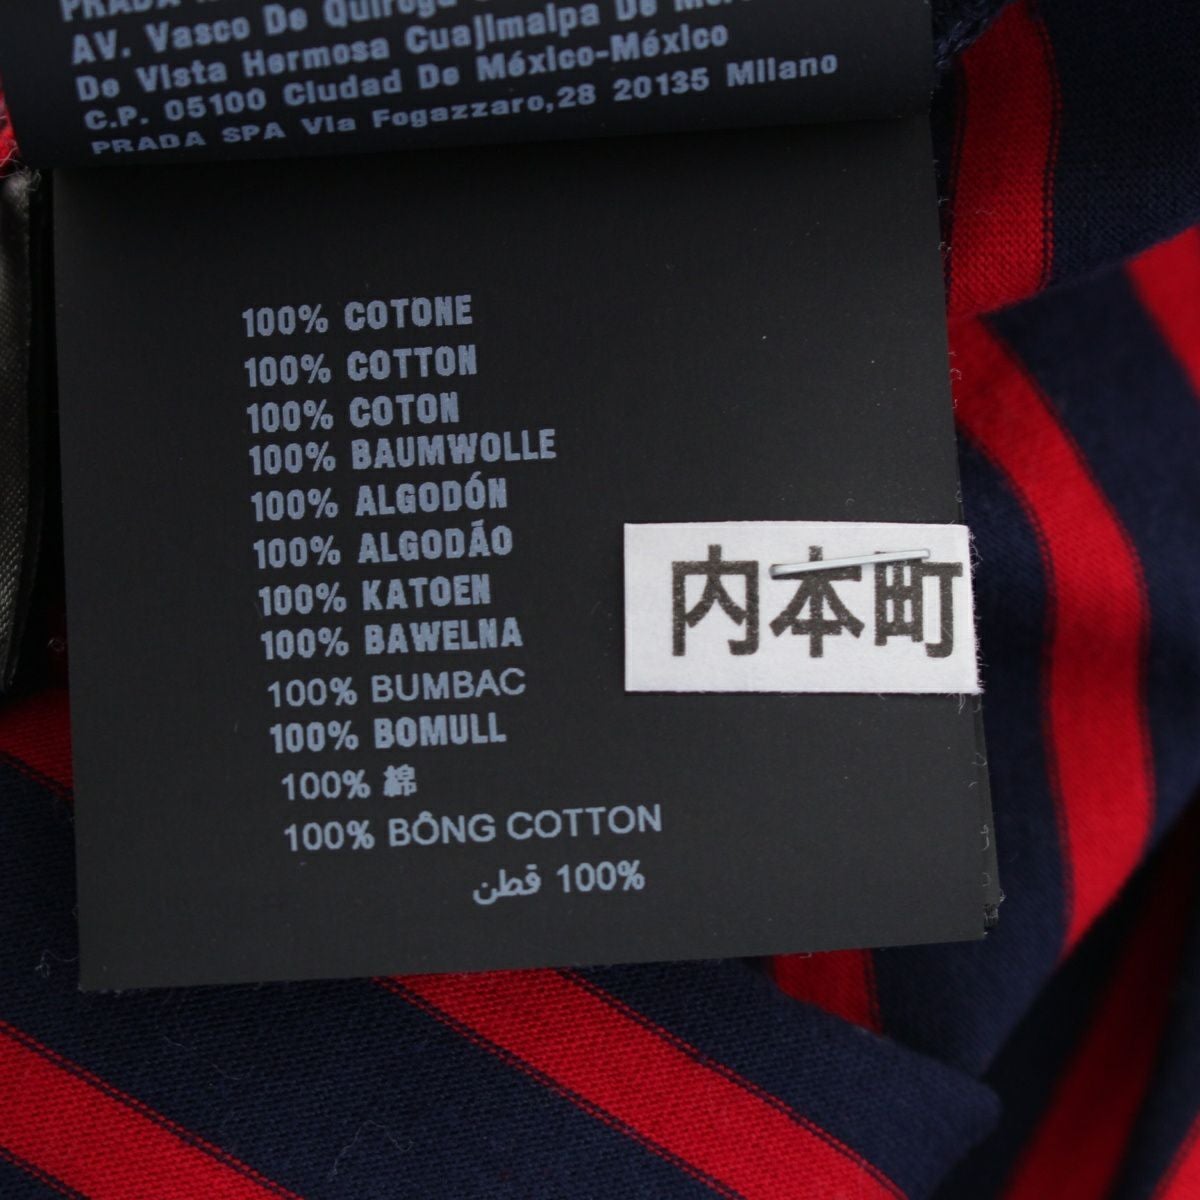 PRADA
AV. Vasco De Quiroga
De Vista Hermosa Cuajimalpa De
C.P. 05100 Ciudad De México-México
PRADA SPA Via Fogazzaro,28 20135 Milano
100% COTONE
100% COTTON
100% COTON
100% BAUMWOLLE
100% ALGODÓN
100% ALGODÃO
100% KATOEN
100% BAWELNA
100% BUMBAC
100% BOMULL
100% 綿
100% BÔNG COTTON
100% قطن
内本町